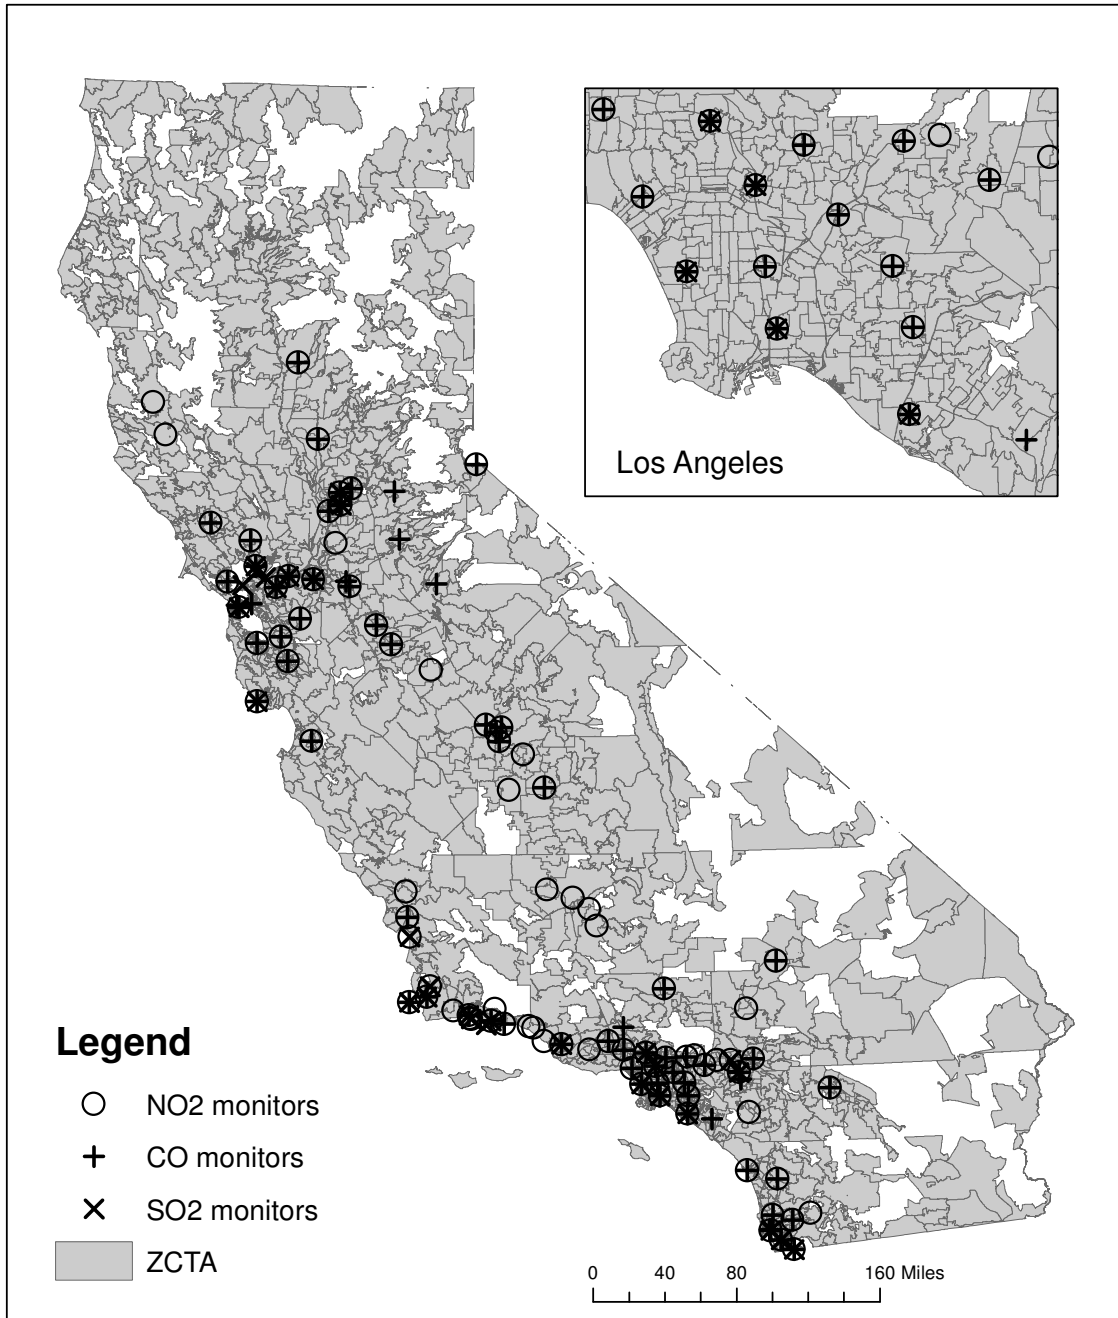 Los Angeles
Legend
NO2 monitors
CO monitors
SO2 monitors
ZCTA
0 40 80 160 Miles